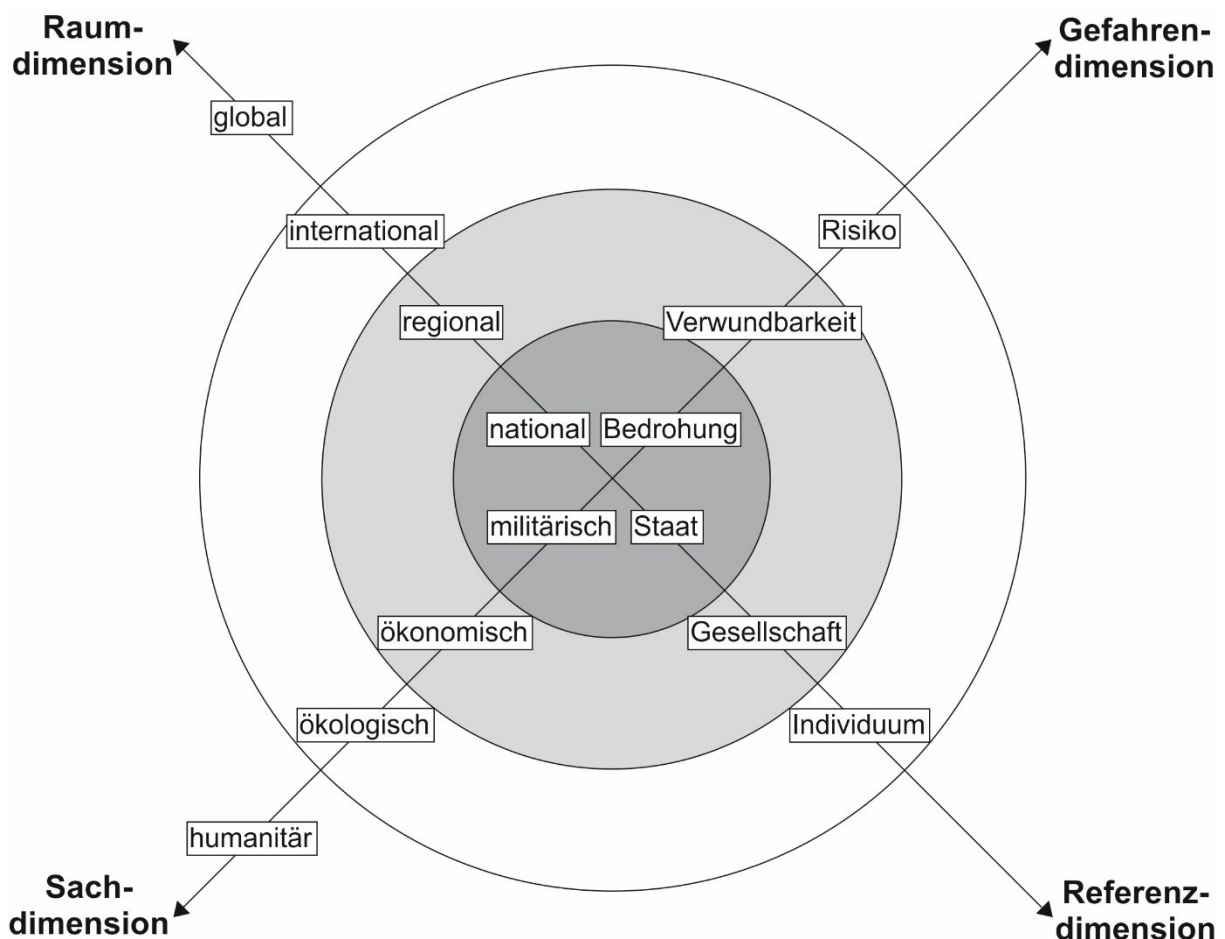 Raum-
dimension
Gefahren-
dimension
global
international
Risiko
regional
Verwundbarkeit
national
Bedrohung
militärisch
Staat
ökonomisch
Gesellschaft
ökologisch
Individuum
humanitär
Sach-
dimension
Referenz-
dimension